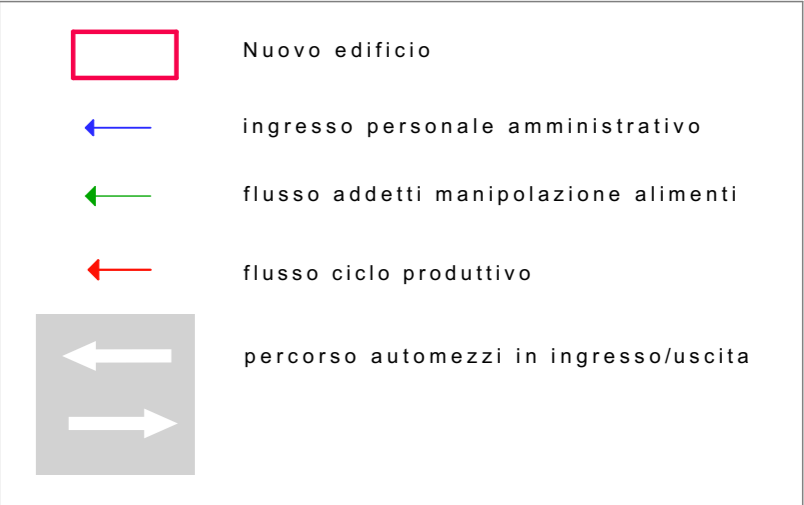 Nuovo edificio
ingresso personale amministrativo
flusso addetti manipolazione alimenti
flusso ciclo produttivo
percorso automezzi in ingresso/uscita